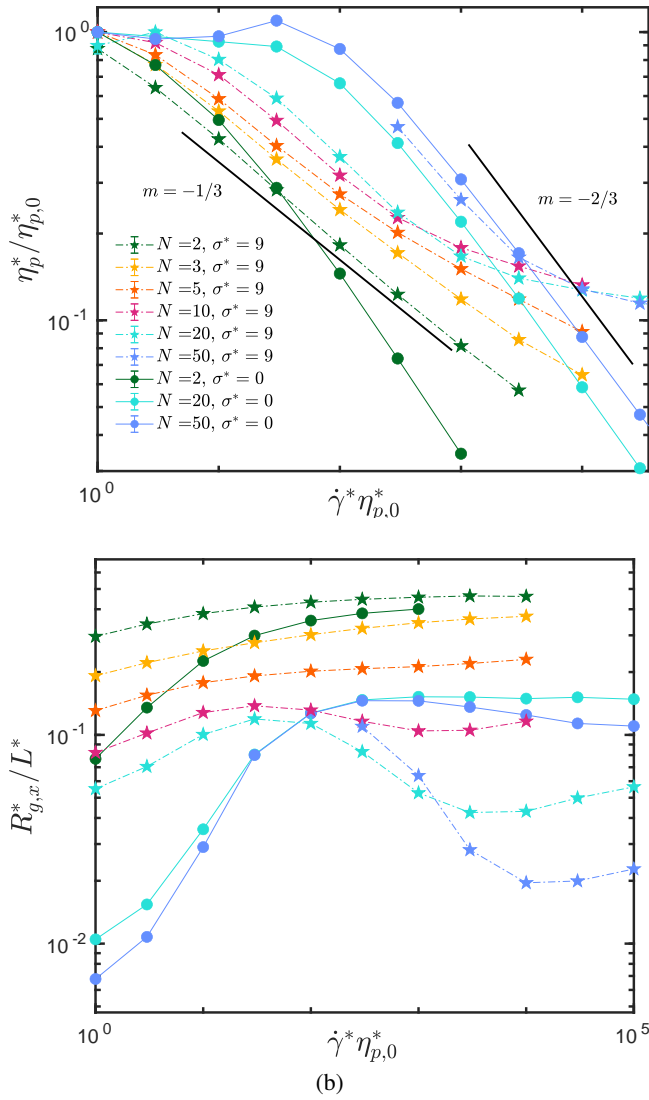 10^0
η*_p/η*_{p,0}
m = −1/3
m = −2/3
N =2, σ* = 9
N =3, σ* = 9
N =5, σ* = 9
10^-1
N =10, σ* = 9
N =20, σ* = 9
N =50, σ* = 9
N =2, σ* = 0
N =20, σ* = 0
N =50, σ* = 0
10^0
γ̇*η*_{p,0}
10^-1
R*_{g,x}/L*
10^-2
10^0
10^5
γ̇*η*_{p,0}
(b)